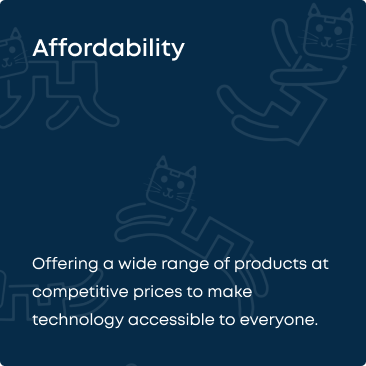 Affordability
Offering a wide range of products at
competitive prices to make
technology accessible to everyone.